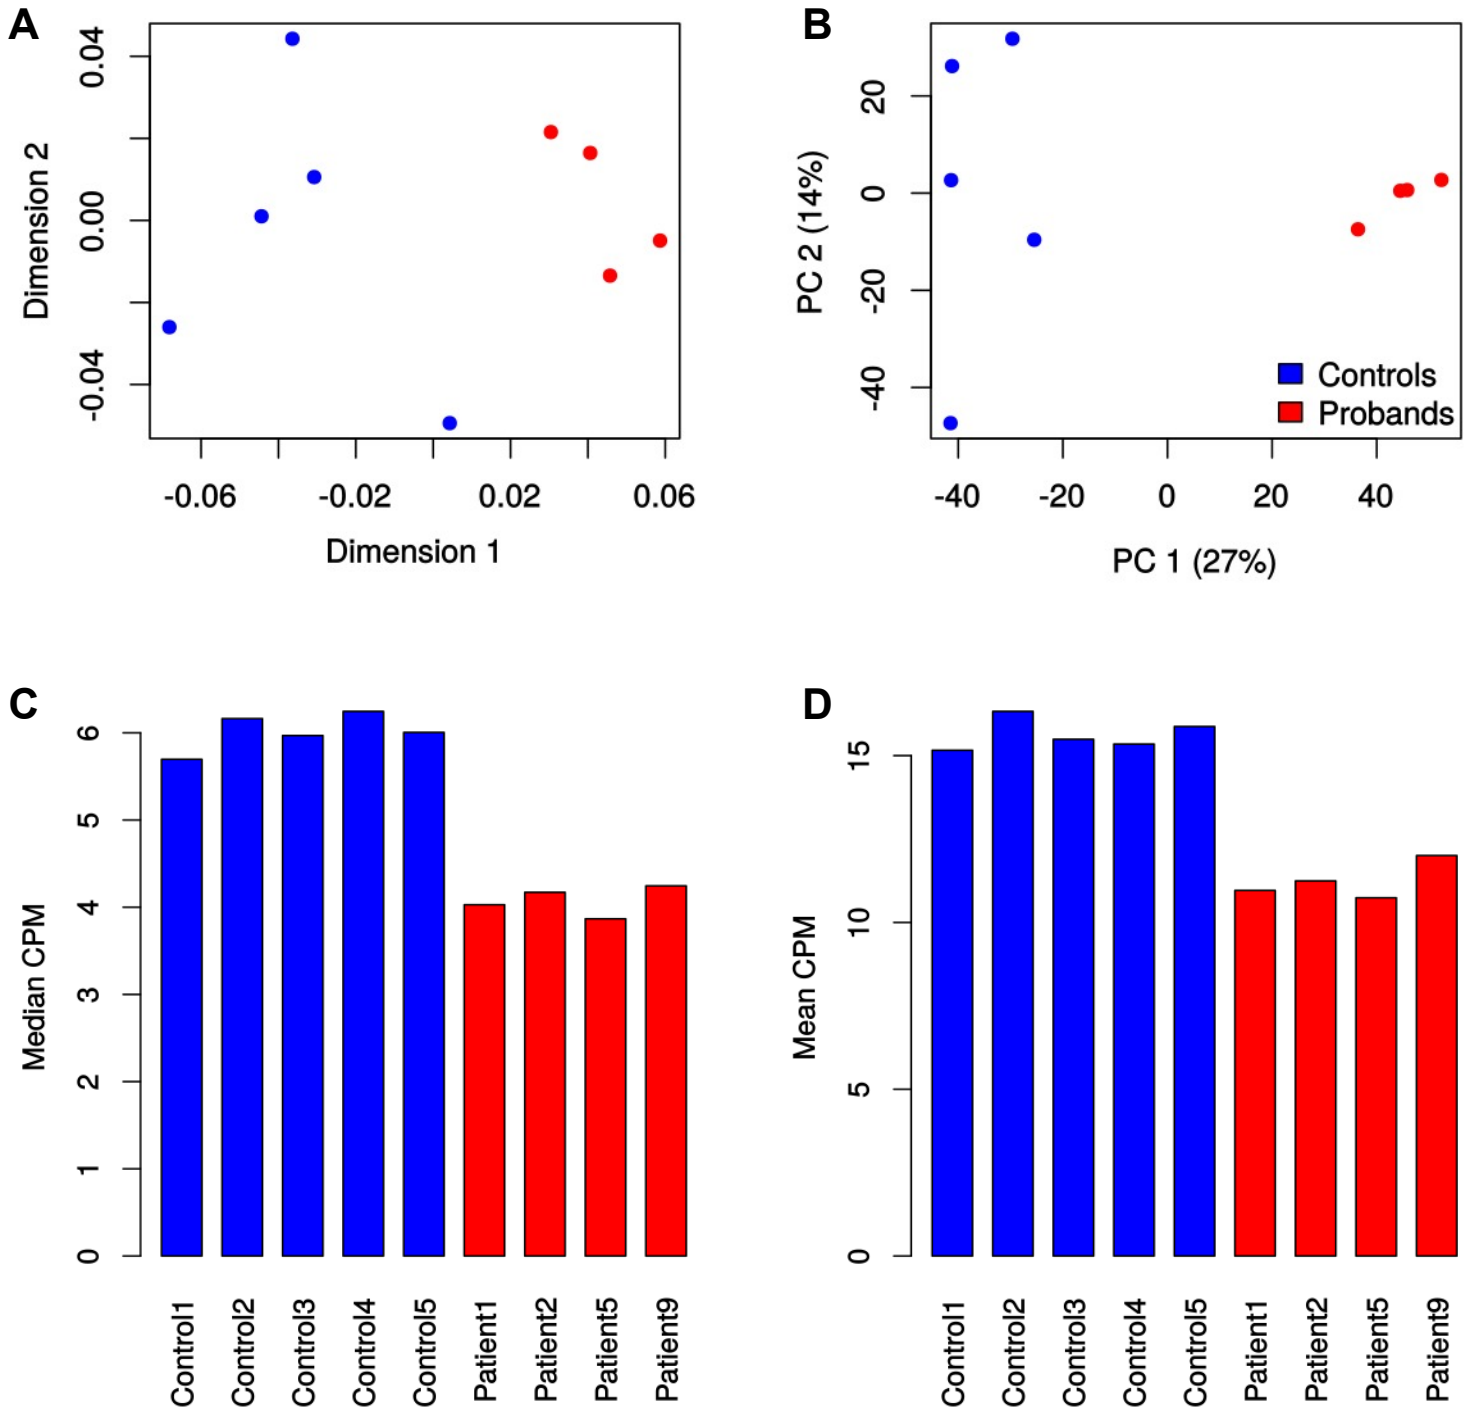 A
0.04
0.00
-0.04
Dimension 2
-0.06
-0.02
0.02
0.06
Dimension 1
B
20
0
-20
-40
PC 2 (14%)
Controls
Probands
-40
-20
0
20
40
PC 1 (27%)
C
6
5
4
3
2
1
0
Median CPM
Control1
Control2
Control3
Control4
Control5
Patient1
Patient2
Patient5
Patient9
D
15
10
5
0
Mean CPM
Control1
Control2
Control3
Control4
Control5
Patient1
Patient2
Patient5
Patient9